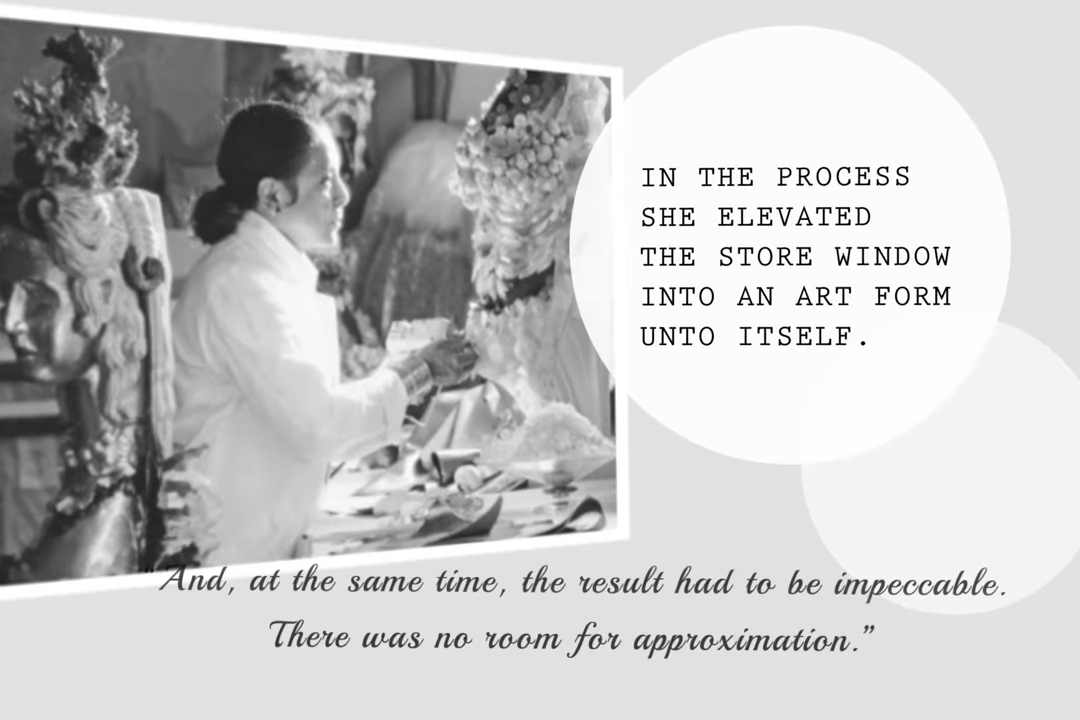 IN THE PROCESS
SHE ELEVATED
THE STORE WINDOW
INTO AN ART FORM
UNTO ITSELF.
"And, at the same time, the result had to be impeccable.
There was no room for approximation.”